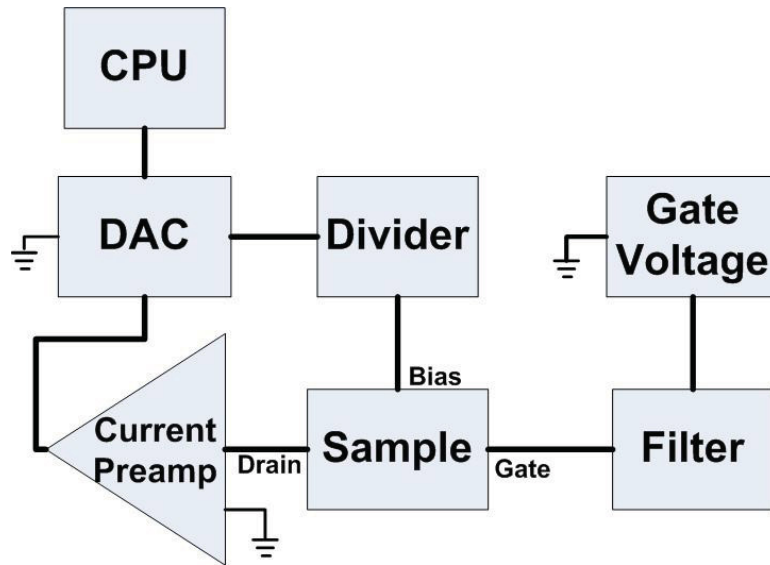 CPU
DAC
Divider
Gate
Voltage
Bias
Current
Preamp
Drain
Sample
Gate
Filter